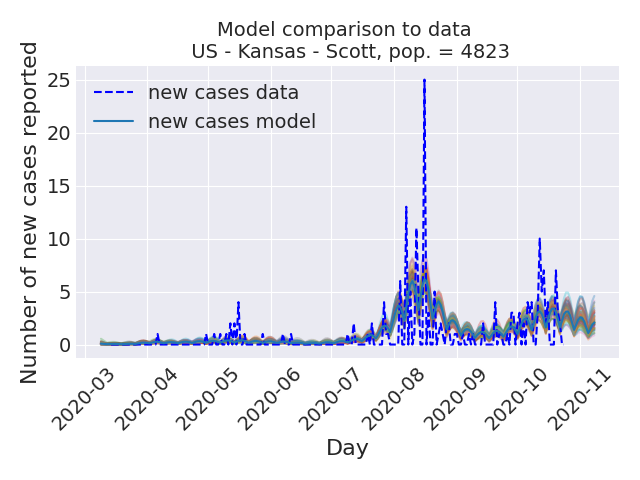 Model comparison to data
US - Kansas - Scott, pop. = 4823
Number of new cases reported
25
20
15
10
5
0
new cases data
new cases model
2020-03
2020-04
2020-05
2020-06
2020-07
2020-08
2020-09
2020-10
2020-11
Day